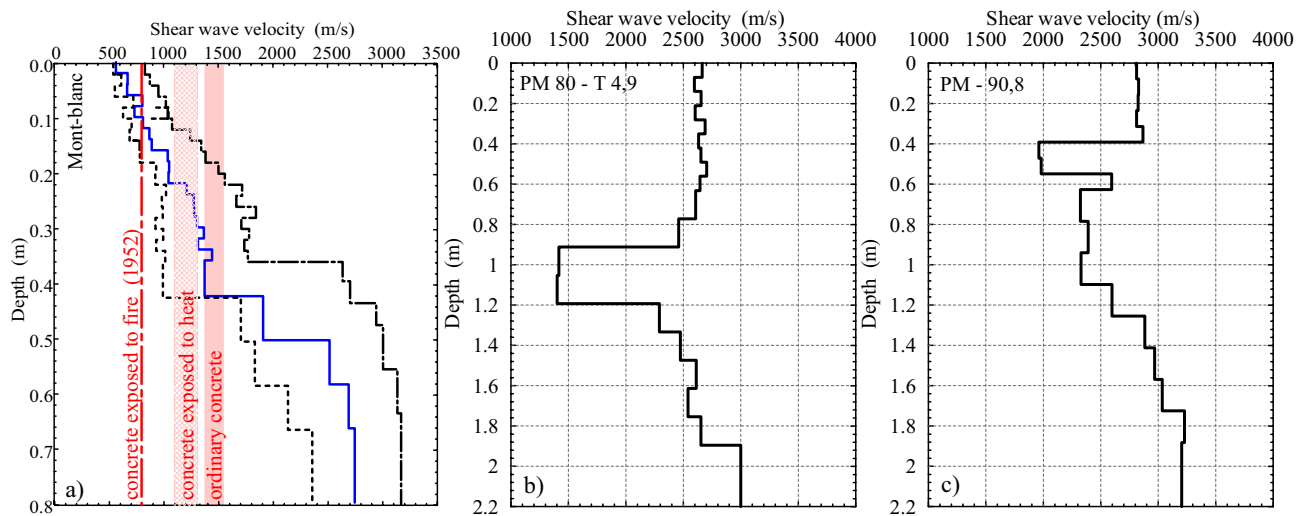 Shear wave velocity (m/s)
0 500 1000 1500 2000 2500 3000 3500
0.0
0.1
0.2
0.3
0.4
0.5
0.6
0.7
0.8
Depth (m)
Mont-blanc
concrete exposed to fire (1952)
concrete exposed to heat
ordinary concrete
a)
Shear wave velocity (m/s)
1000 1500 2000 2500 3000 3500 4000
0
0.2
0.4
0.6
0.8
1
1.2
1.4
1.6
1.8
2
2.2
Depth (m)
PM 80 - T 4,9
b)
Shear wave velocity (m/s)
1000 1500 2000 2500 3000 3500 4000
0
0.2
0.4
0.6
0.8
1
1.2
1.4
1.6
1.8
2
2.2
Depth (m)
PM - 90,8
c)